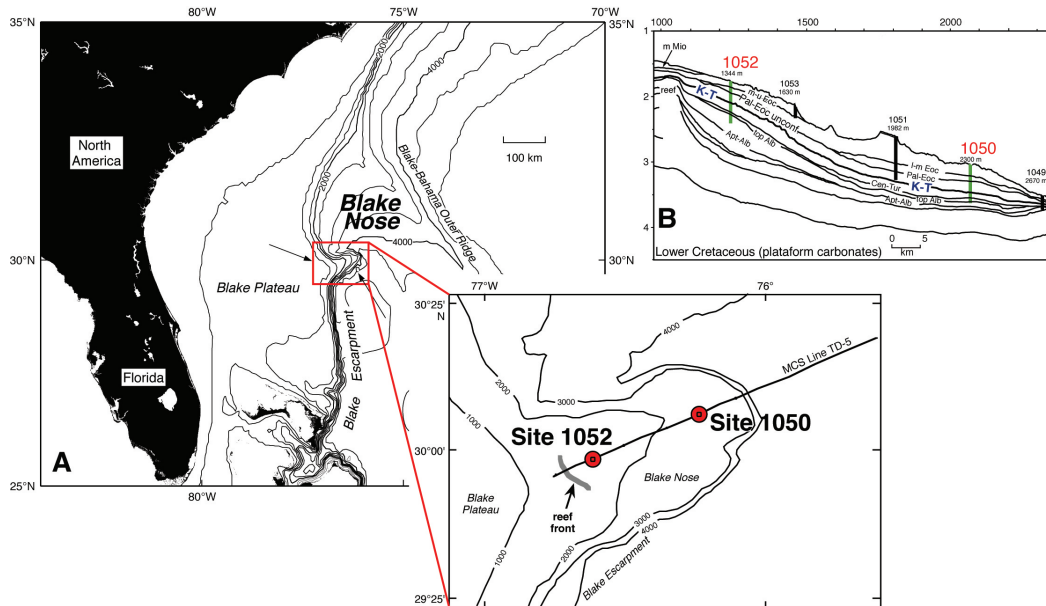 80°W
75°W
70°W
35°N
35°N
2000
4000
North
America
100 km
Blake-Bahama Outer Ridge
2000
Blake
Nose
4000
30°N
30°N
Blake Plateau
Blake Escarpment
Florida
A
25°N
80°W
1000
1500
2000
1
m Mio
1052
1344 m
1053
1630 m
2
reef
K-T
m-u Eoc
Pal-Eoc unconf.
1051
1982 m
1050
2300 m
top Alb
Apt-Alb
3
l-m Eoc
Pal-Eoc
1049
2670 m
Cen-Tur
K-T
Apt-Alb
Top Alb
B
4
0 5
km
Lower Cretaceous (plataform carbonates)
77°W
76°
30°25'
N
4000
MCS Line TD-5
2000
3000
1000
Site 1052
Site 1050
30°00'
Blake Nose
Blake
Plateau
reef
front
3000
4000
2000
1000
Blake Escarpment
29°25'